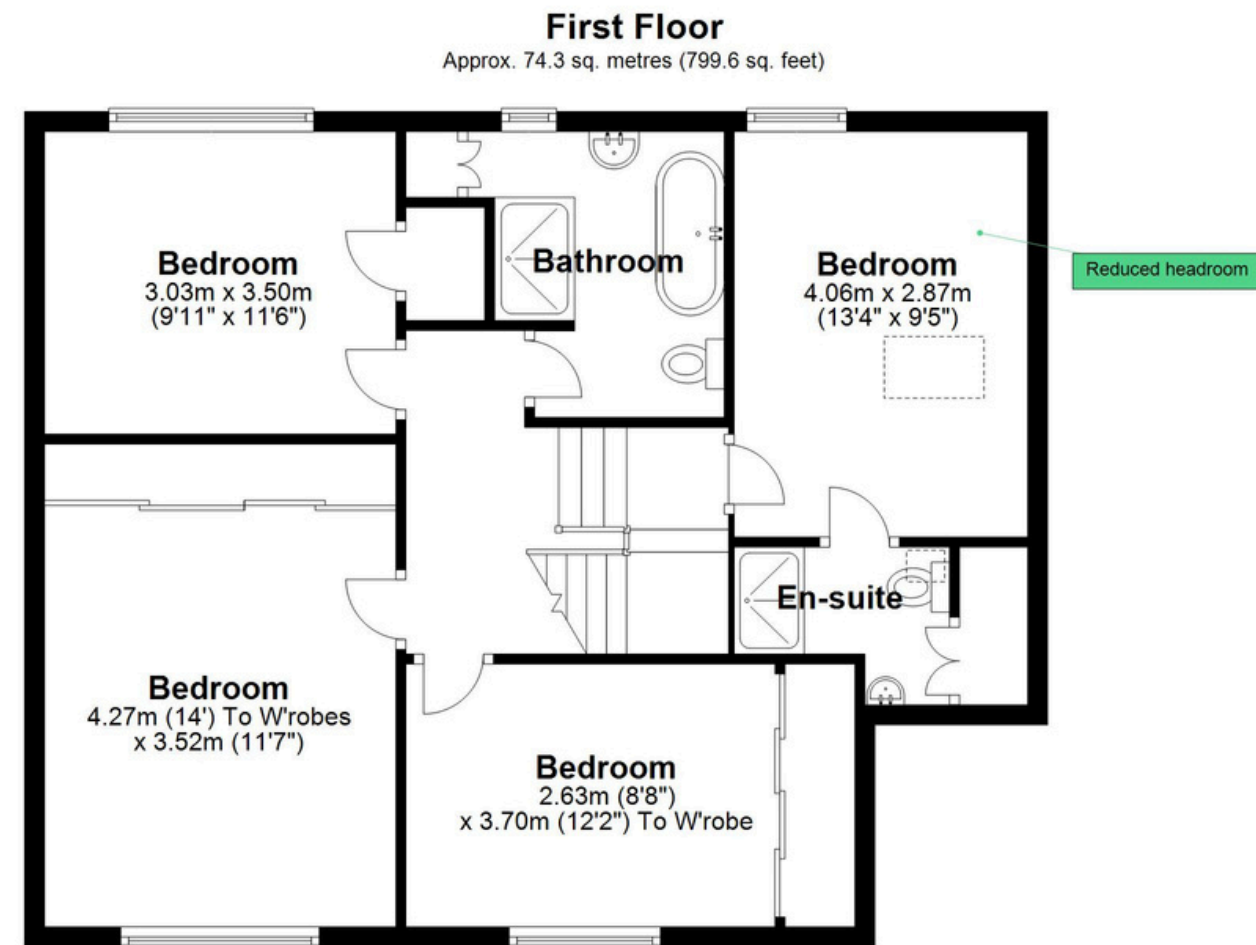 First Floor
Approx. 74.3 sq. metres (799.6 sq. feet)
Bedroom
3.03m x 3.50m
(9'11" x 11'6")
Bathroom
Bedroom
4.06m x 2.87m
(13'4" x 9'5")
Reduced headroom
En-suite
Bedroom
4.27m (14') To W'robes
x 3.52m (11'7")
Bedroom
2.63m (8'8")
x 3.70m (12'2") To W'robe